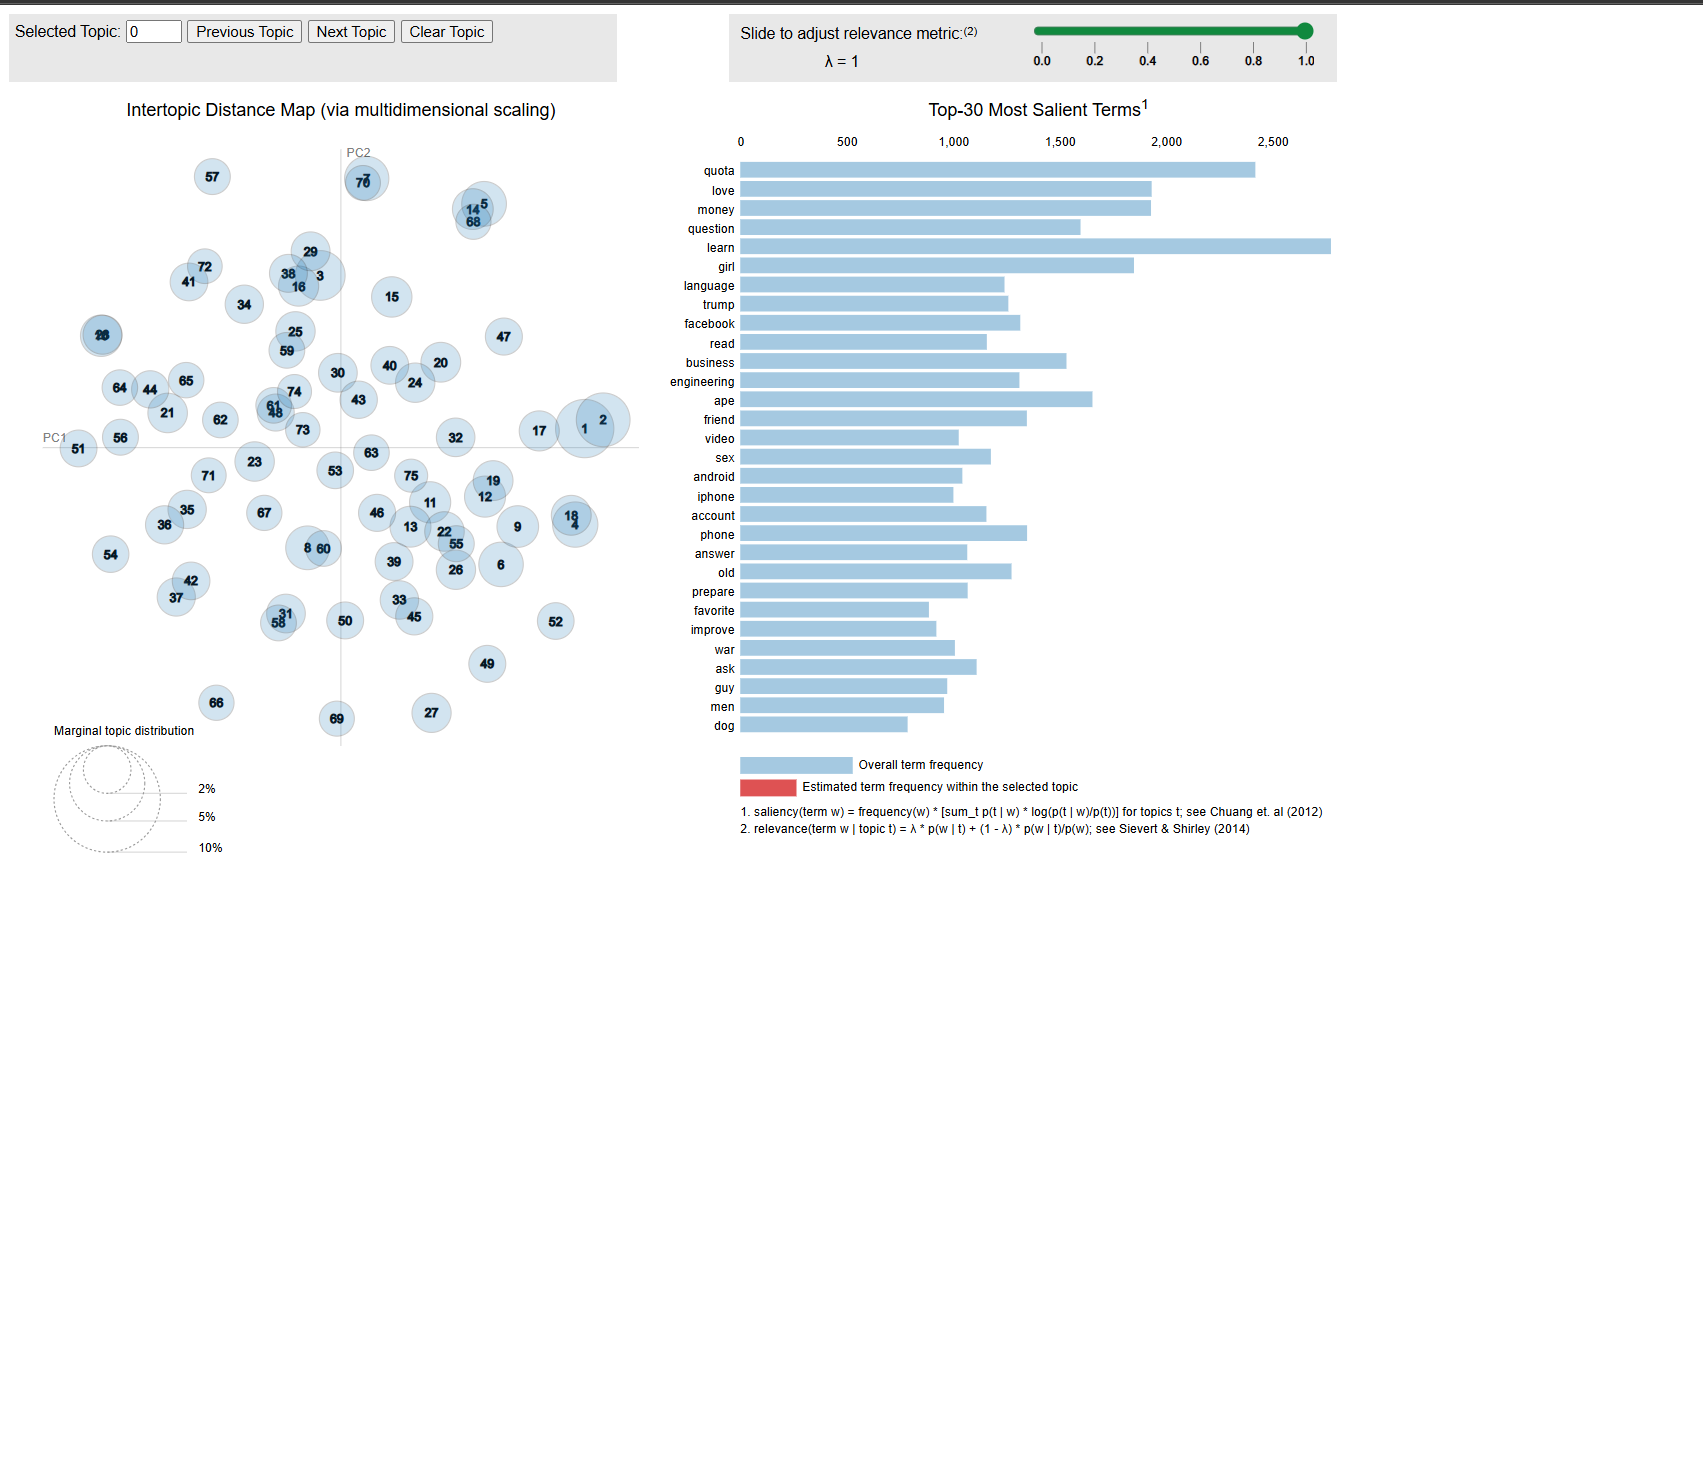 Selected Topic: 0 Previous Topic Next Topic Clear Topic
Slide to adjust relevance metric:(2)
λ = 1
0.0 0.2 0.4 0.6 0.8 1.0
Intertopic Distance Map (via multidimensional scaling)
PC2
PC1
57
7
70
5
14
68
29
38
3
16
72
41
34
15
25
59
47
40
20
24
30
43
64
44
65
21
74
61
48
62
73
56
51
32
17
1
2
23
63
53
71
75
19
12
11
35
36
67
46
13
22
55
9
18
4
54
8
60
39
26
6
42
37
33
45
31
58
50
52
49
66
69
27
Marginal topic distribution
2%
5%
10%
Top-30 Most Salient Terms1
0 500 1,000 1,500 2,000 2,500
quota
love
money
question
learn
girl
language
trump
facebook
read
business
engineering
ape
friend
video
sex
android
iphone
account
phone
answer
old
prepare
favorite
improve
war
ask
guy
men
dog
Overall term frequency
Estimated term frequency within the selected topic
1. saliency(term w) = frequency(w) * [sum_t p(t | w) * log(p(t | w)/p(t))] for topics t; see Chuang et. al (2012)
2. relevance(term w | topic t) = λ * p(w | t) + (1 - λ) * p(w | t)/p(w); see Sievert & Shirley (2014)